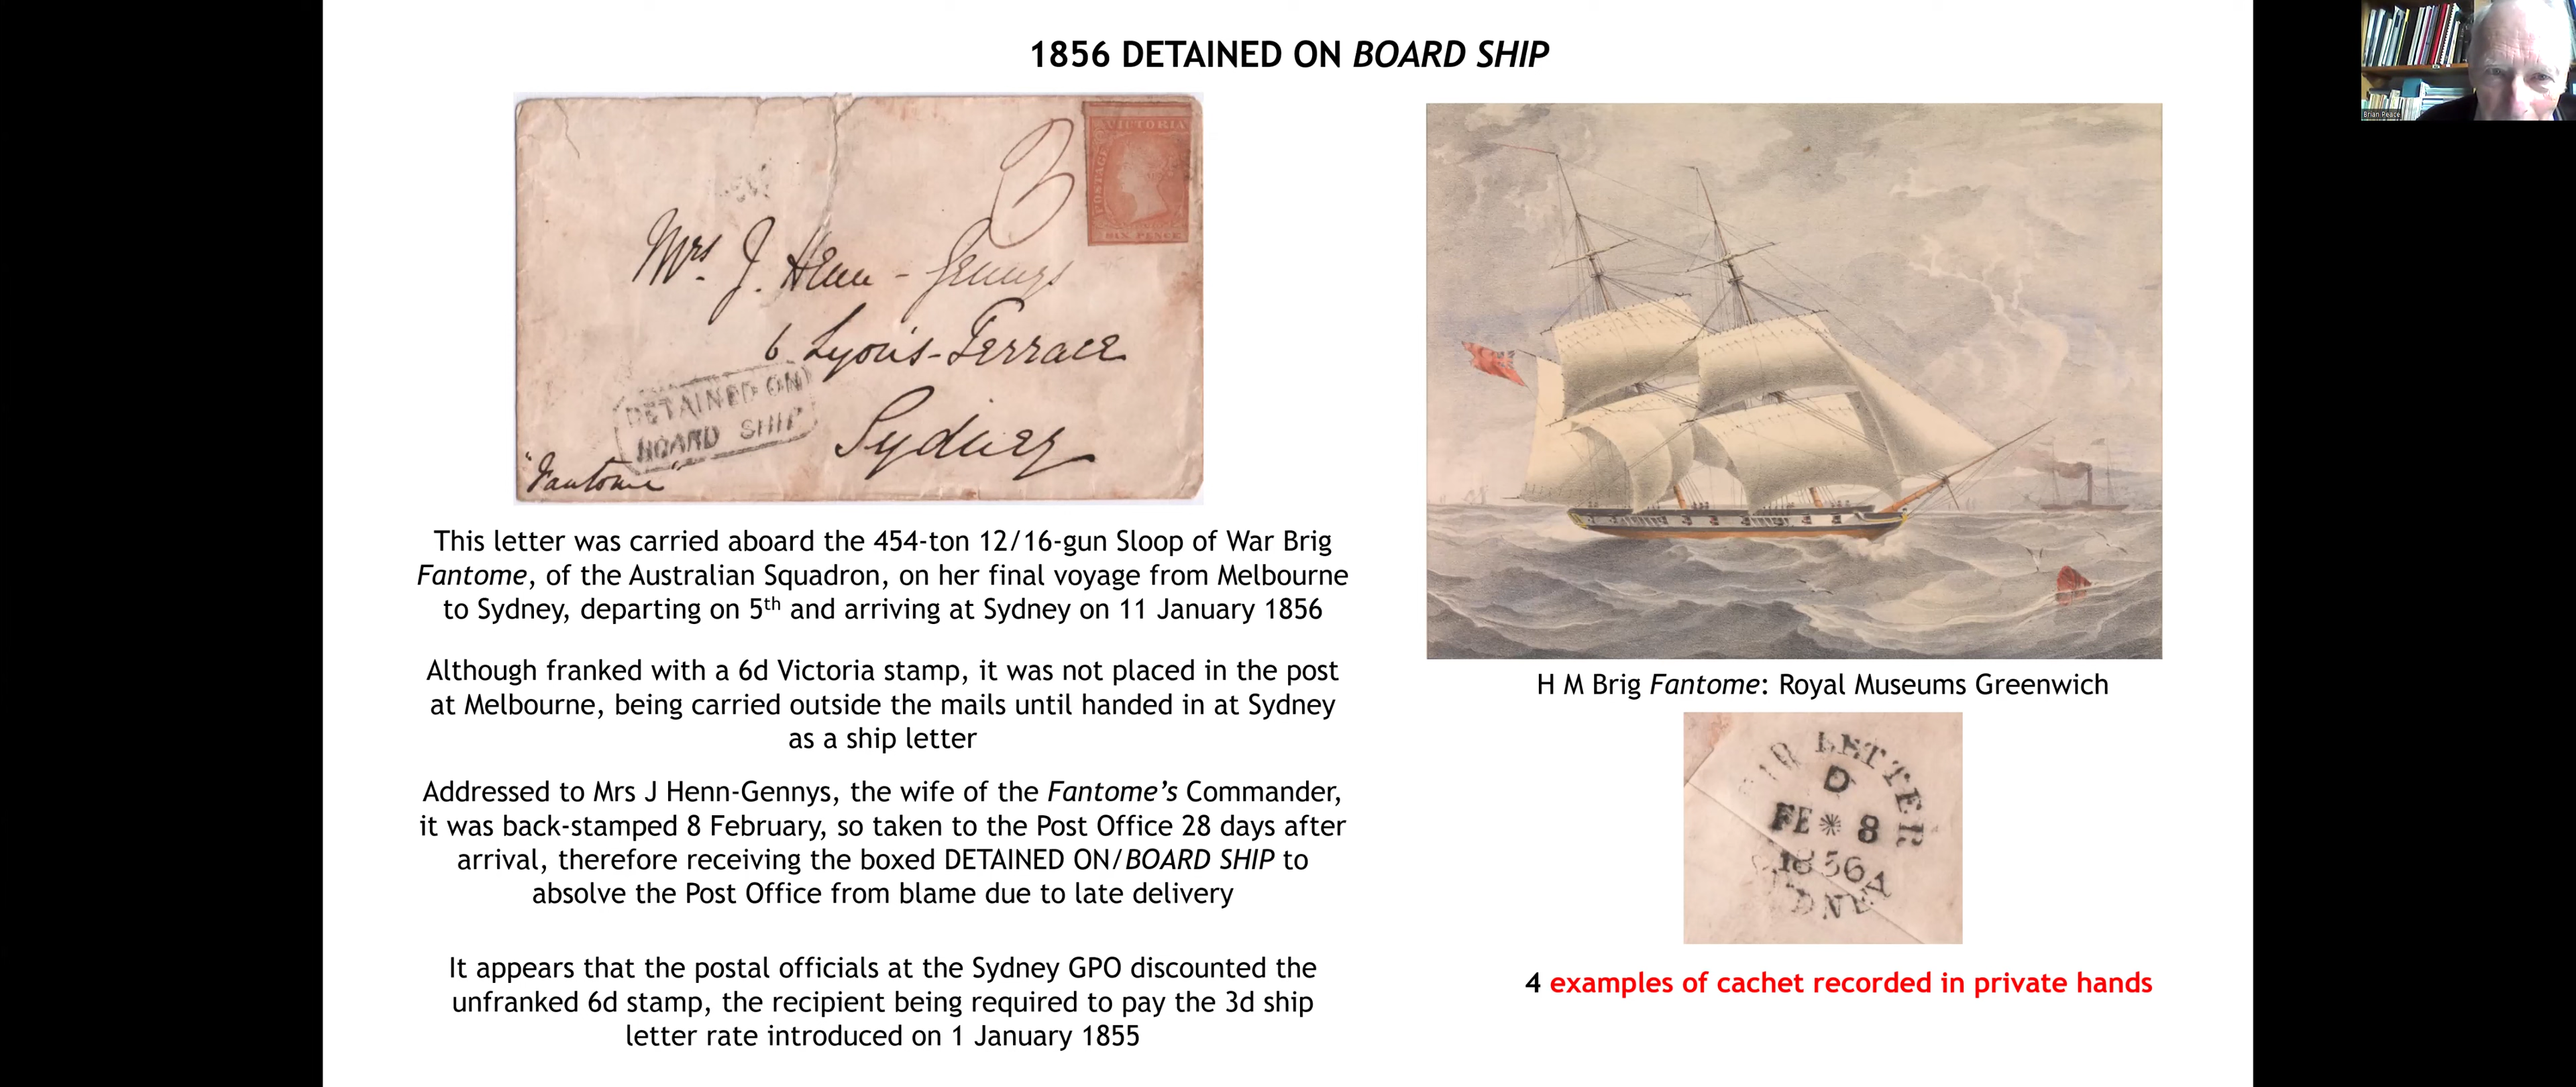 1856 DETAINED ON BOARD SHIP
VICTORIA
POSTAGE
SIX PENCE
3
Mrs. J. Henn-Gennys
6 Lyons-Terrace
Sydney
DETAINED ON
BOARD SHIP
"Fantome"
This letter was carried aboard the 454-ton 12/16-gun Sloop of War Brig
Fantome, of the Australian Squadron, on her final voyage from Melbourne
to Sydney, departing on 5th and arriving at Sydney on 11 January 1856
Although franked with a 6d Victoria stamp, it was not placed in the post
at Melbourne, being carried outside the mails until handed in at Sydney
as a ship letter
Addressed to Mrs J Henn-Gennys, the wife of the Fantome's Commander,
it was back-stamped 8 February, so taken to the Post Office 28 days after
arrival, therefore receiving the boxed DETAINED ON/BOARD SHIP to
absolve the Post Office from blame due to late delivery
It appears that the postal officials at the Sydney GPO discounted the
unfranked 6d stamp, the recipient being required to pay the 3d ship
letter rate introduced on 1 January 1855
H M Brig Fantome: Royal Museums Greenwich
LETTER
D
FE * 8
1856
4 examples of cachet recorded in private hands
Brian Peace